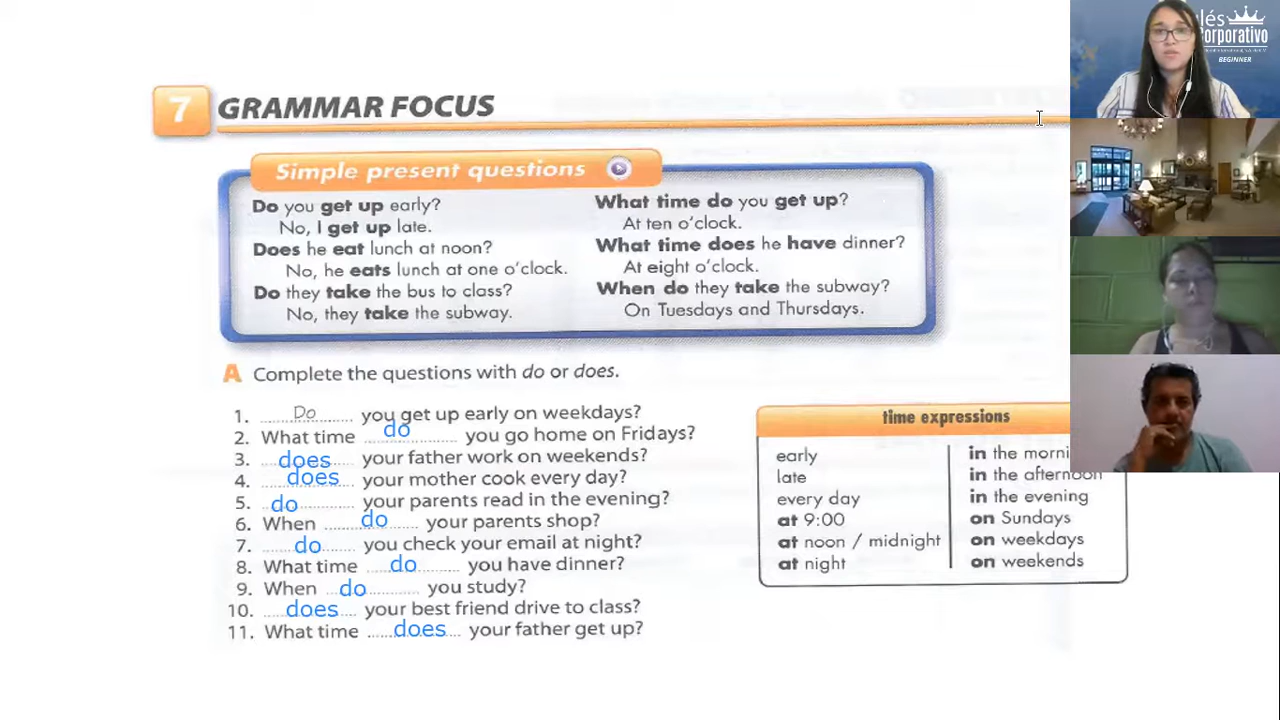 7 GRAMMAR FOCUS
Simple present questions
Do you get up early?
No, I get up late.
Does he eat lunch at noon?
No, he eats lunch at one o'clock.
Do they take the bus to class?
No, they take the subway.
What time do you get up?
At ten o'clock.
What time does he have dinner?
At eight o'clock.
When do they take the subway?
On Tuesdays and Thursdays.
A Complete the questions with do or does.
1. Do you get up early on weekdays?
2. What time do you go home on Fridays?
3. does your father work on weekends?
4. does your mother cook every day?
5. do your parents read in the evening?
6. When do your parents shop?
7. do you check your email at night?
8. What time do you have dinner?
9. When do you study?
10. does your best friend drive to class?
11. What time does your father get up?
time expressions
early
late
every day
at 9:00
at noon / midnight
at night
in the morni
in the afternoon
in the evening
on Sundays
on weekdays
on weekends
lés
orporativo
BEGINNER